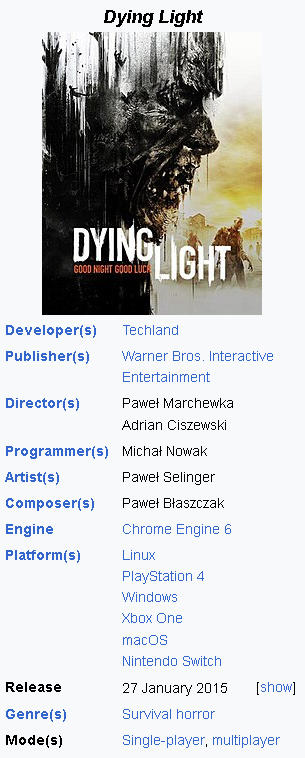 Dying Light
DYING
LIGHT
GOOD NIGHT GOOD LUCK
Developer(s) Techland
Publisher(s) Warner Bros. Interactive
Entertainment
Director(s) Paweł Marchewka
Adrian Ciszewski
Programmer(s) Michał Nowak
Artist(s) Paweł Selinger
Composer(s) Paweł Błaszczak
Engine Chrome Engine 6
Platform(s) Linux
PlayStation 4
Windows
Xbox One
macOS
Nintendo Switch
Release 27 January 2015 [show]
Genre(s) Survival horror
Mode(s) Single-player, multiplayer